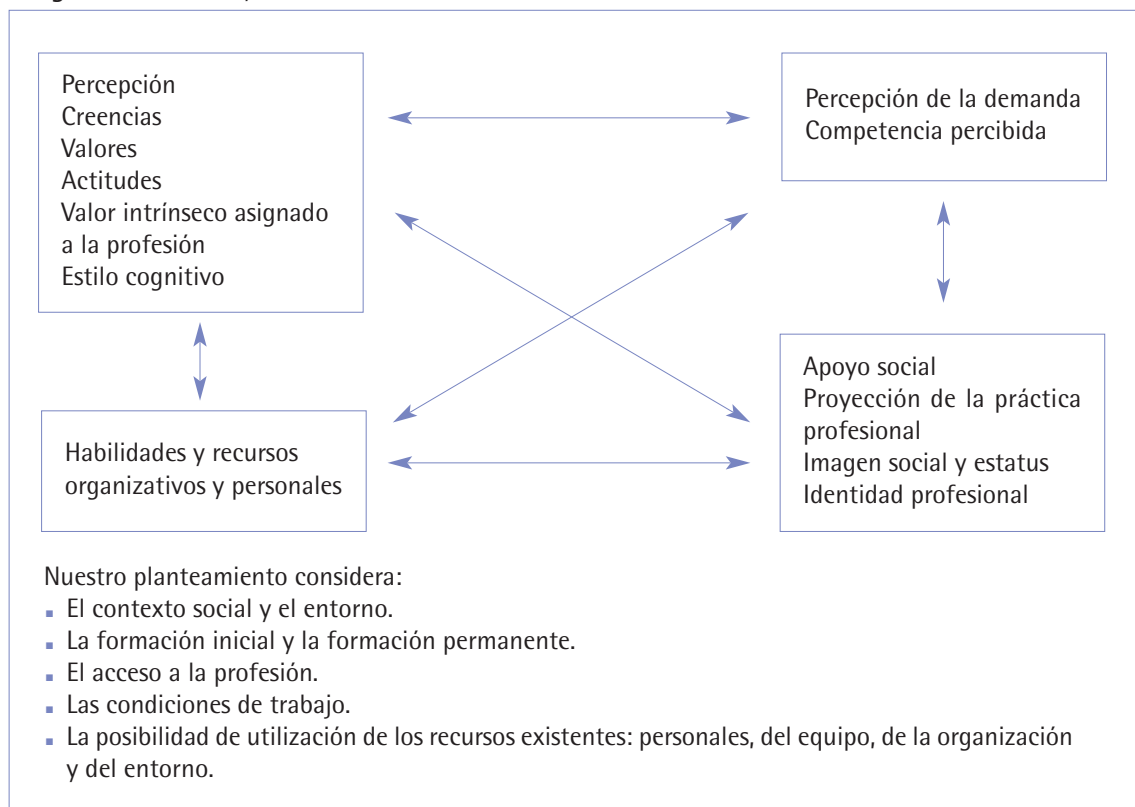 Percepción
Creencias
Valores
Actitudes
Valor intrínseco asignado
a la profesión
Estilo cognitivo
Percepción de la demanda
Competencia percibida
Habilidades y recursos
organizativos y personales
Apoyo social
Proyección de la práctica
profesional
Imagen social y estatus
Identidad profesional
Nuestro planteamiento considera:
▪ El contexto social y el entorno.
▪ La formación inicial y la formación permanente.
▪ El acceso a la profesión.
▪ Las condiciones de trabajo.
▪ La posibilidad de utilización de los recursos existentes: personales, del equipo, de la organización
y del entorno.